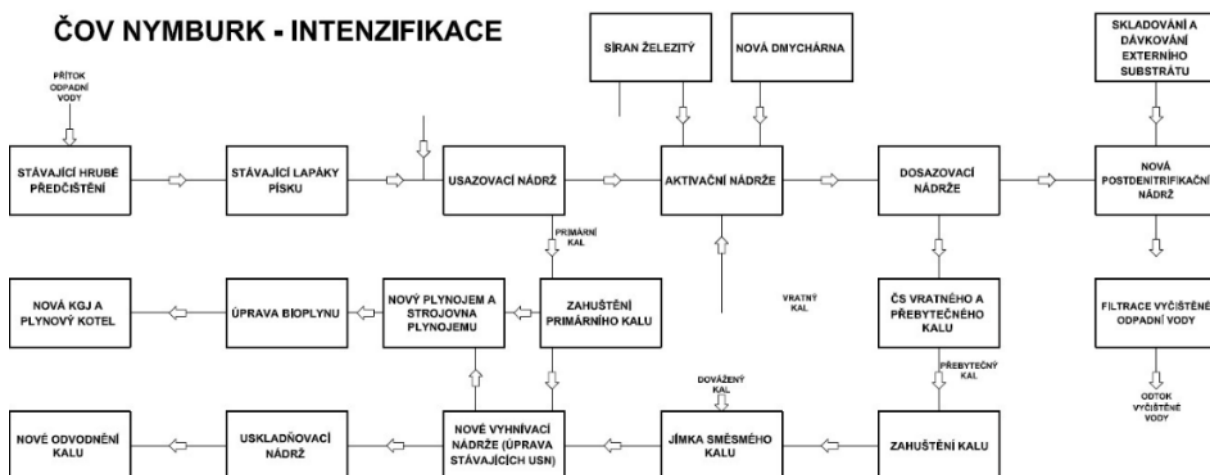 ČOV NYMBURK - INTENZIFIKACE
SÍRAN ŽELEZITÝ
NOVÁ DMYCHÁRNA
SKLADOVÁNÍ A
DÁVKOVÁNÍ
EXTERNÍHO
SUBSTRÁTU
PŘÍTOK
ODPADNÍ
VODY
STÁVAJÍCÍ HRUBÉ
PŘEDČIŠTĚNÍ
STÁVAJÍCÍ LAPÁKY
PÍSKU
USAZOVACÍ NÁDRŽ
AKTIVAČNÍ NÁDRŽE
DOSAZOVACÍ
NÁDRŽE
NOVÁ
POSTDENITRIFIKAČNÍ
NÁDRŽ
PRIMÁRNÍ
KAL
NOVÁ KGJ A
PLYNOVÝ KOTEL
ÚPRAVA BIOPLYNU
NOVÝ PLYNOJEM A
STROJOVNA
PLYNOJEMU
ZAHUŠTĚNÍ
PRIMÁRNÍHO KALU
VRATNÝ
KAL
ČS VRATNÉHO A
PŘEBYTEČNÉHO
KALU
FILTRACE VYČIŠTĚNÉ
ODPADNÍ VODY
DOVÁŽENÝ
KAL
PŘEBYTEČNÝ
KAL
ODTOK
VYČIŠTĚNÉ
VODY
NOVÉ ODVODNĚNÍ
KALU
USKLADŇOVACÍ
NÁDRŽ
NOVÉ VYHNÍVACÍ
NÁDRŽE (ÚPRAVA
STÁVAJÍCÍCH USN)
JÍMKA SMĚSMÉHO
KALU
ZAHUŠTĚNÍ KALU